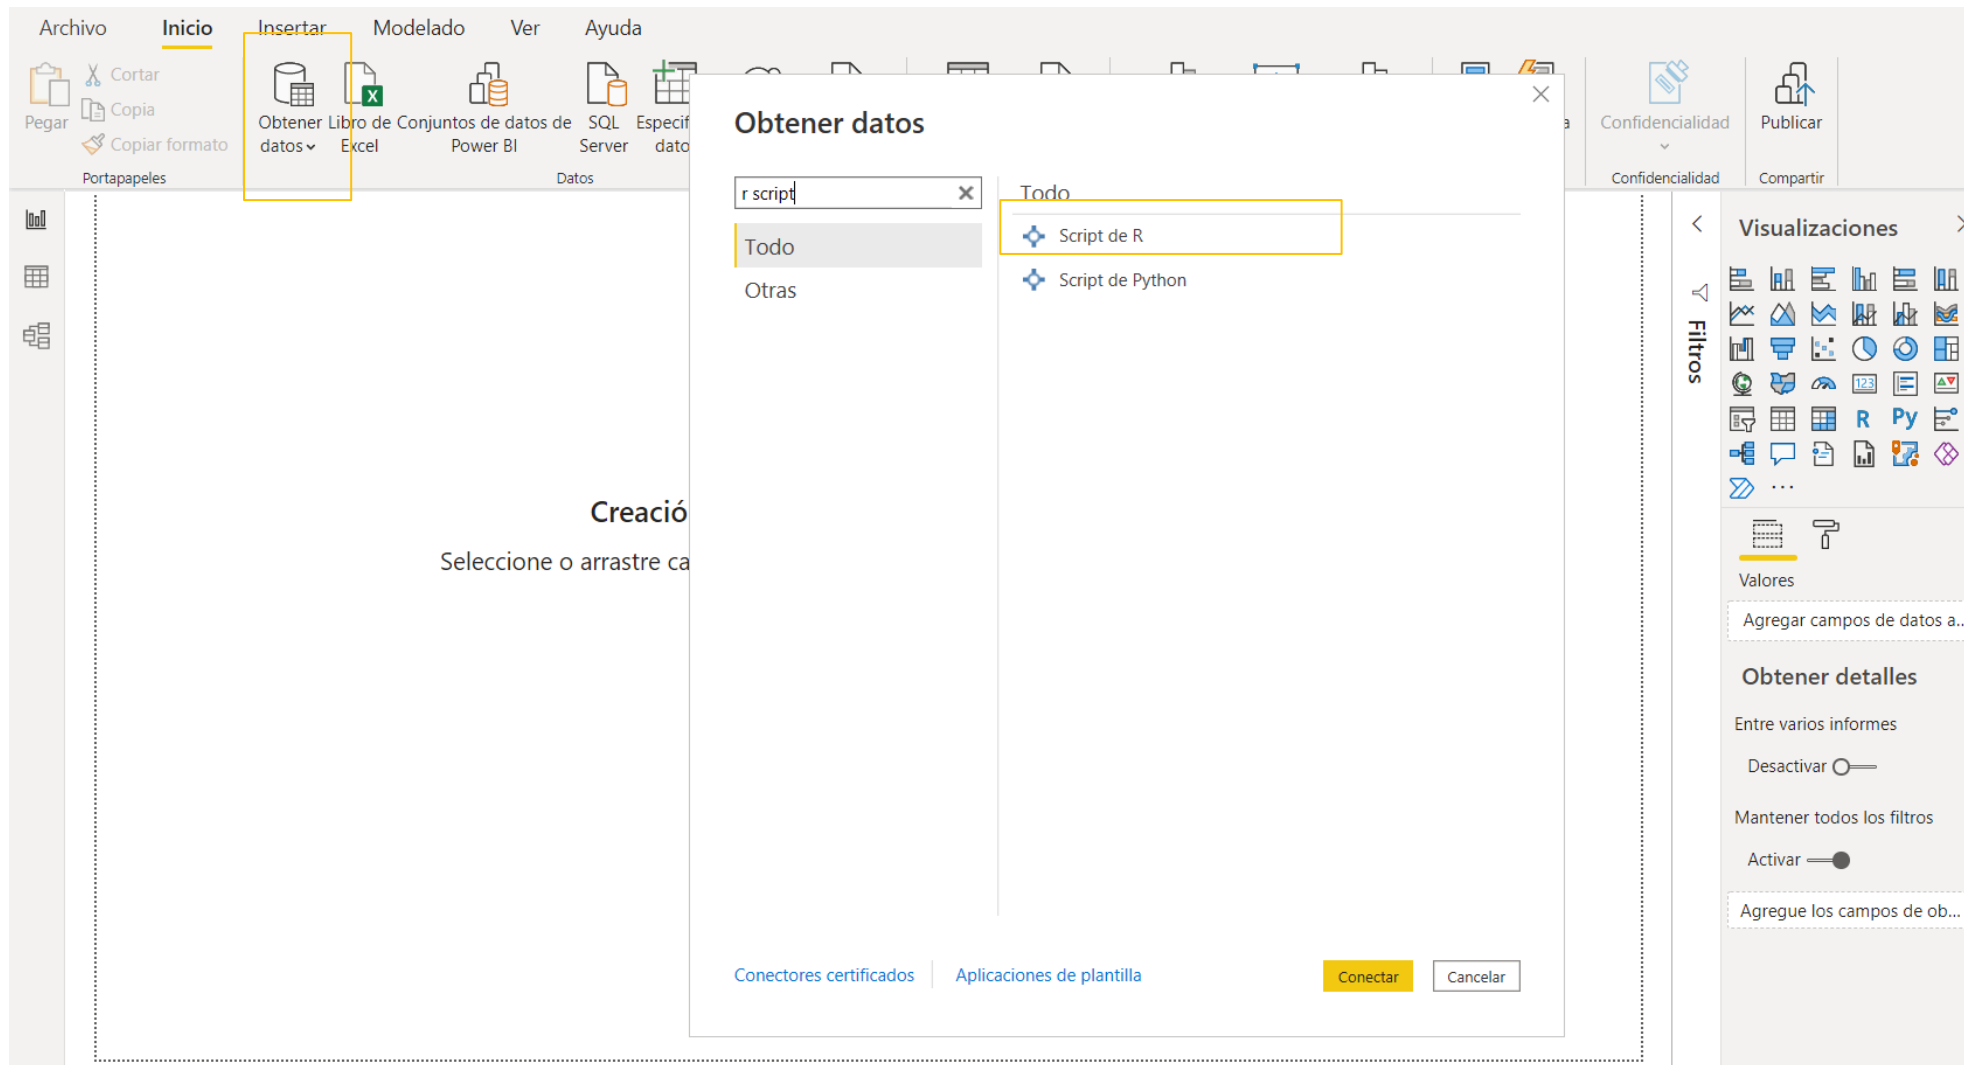 Archivo Inicio Insertar Modelado Ver Ayuda
Pegar
Cortar
Copia
Copiar formato
Portapapeles
Obtener datos
Libro de Excel
Conjuntos de datos de Power BI
SQL Server
Especif
dato
Datos
a
Confidencialidad
Confidencialidad
Publicar
Compartir
Obtener datos
r script
Todo
Otras
Todo
Script de R
Script de Python
Conectores certificados
Aplicaciones de plantilla
Conectar
Cancelar
Creació
Seleccione o arrastre ca
Filtros
Visualizaciones
123
R Py
...
Valores
Agregar campos de datos a...
Obtener detalles
Entre varios informes
Desactivar
Mantener todos los filtros
Activar
Agregue los campos de ob...